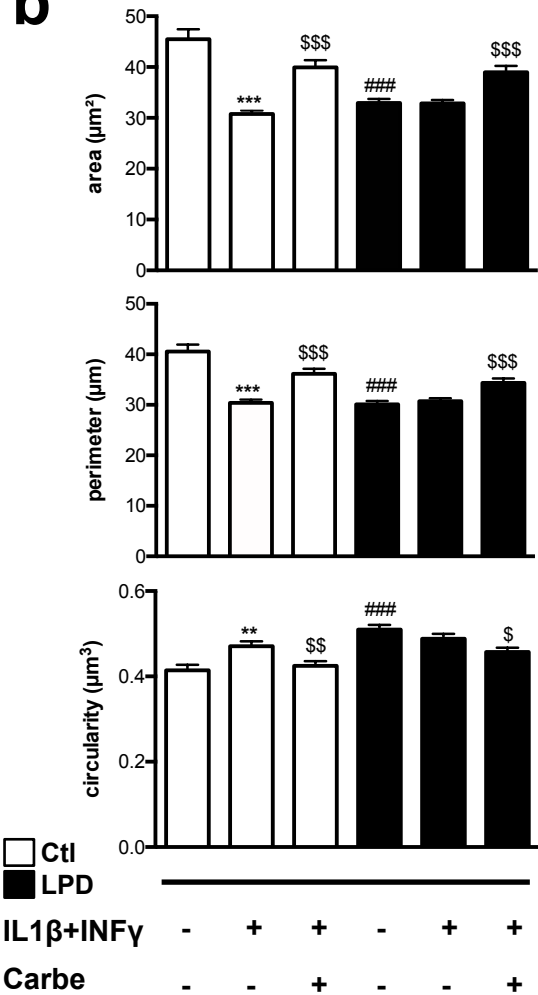 b
50
40
30
20
10
0
area (µm²)
*** $$$ ### $$$
50
40
30
20
10
0
perimeter (µm)
*** $$$ ### $$$
0.6
0.4
0.2
0.0
circularity (µm³)
** $$ ### $
Ctl
LPD
IL1β+INFγ - + + - + +
Carbe - - + - - +